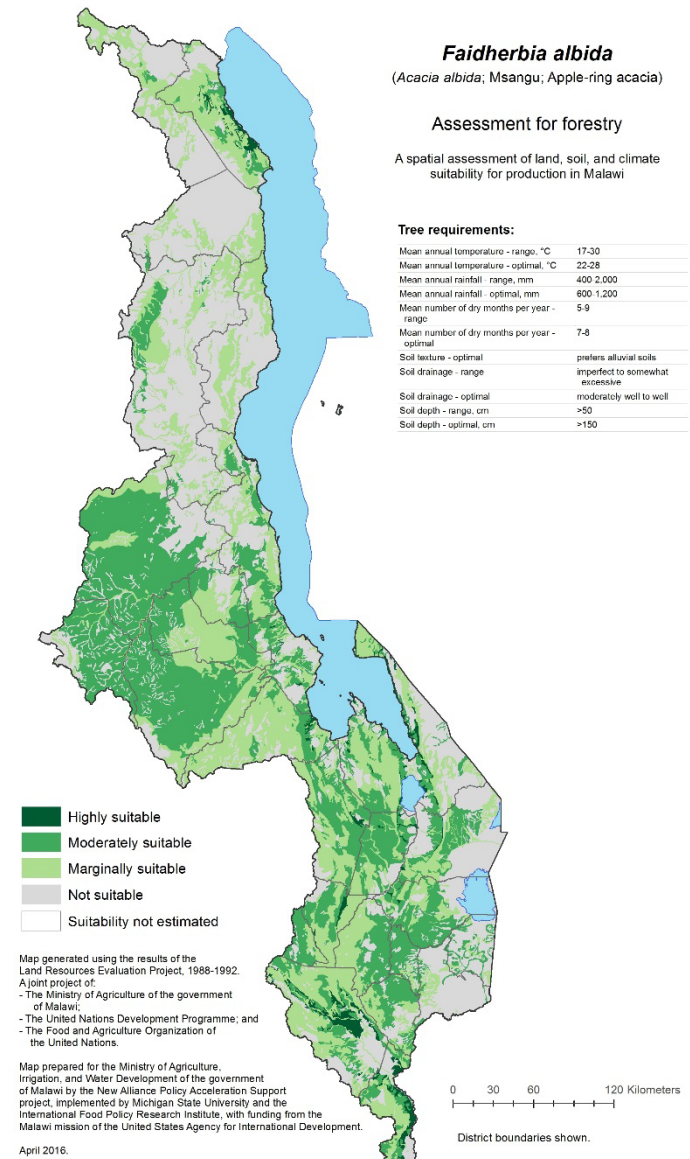 Faidherbia albida
(Acacia albida; Msangu; Apple-ring acacia)
Assessment for forestry
A spatial assessment of land, soil, and climate
suitability for production in Malawi
Tree requirements:
Mean annual temperature - range, °C 17-30
Mean annual temperature - optimal, °C 22-28
Mean annual rainfall - range, mm 400-2,000
Mean annual rainfall - optimal, mm 600-1,200
Mean number of dry months per year - 5-9
range
Mean number of dry months per year - 7-8
optimal
Soil texture - optimal prefers alluvial soils
Soil drainage - range imperfect to somewhat
excessive
Soil drainage - optimal moderately well to well
Soil depth - range, cm >50
Soil depth - optimal, cm >150
Highly suitable
Moderately suitable
Marginally suitable
Not suitable
Suitability not estimated
Map generated using the results of the
Land Resources Evaluation Project, 1988-1992.
A joint project of:
- The Ministry of Agriculture of the government
of Malawi;
- The United Nations Development Programme; and
- The Food and Agriculture Organization of
the United Nations.
Map prepared for the Ministry of Agriculture,
Irrigation, and Water Development of the government
of Malawi by the New Alliance Policy Acceleration Support
project, implemented by Michigan State University and the
International Food Policy Research Institute, with funding from the
Malawi mission of the United States Agency for International Development.
April 2016.
0 30 60 120 Kilometers
District boundaries shown.